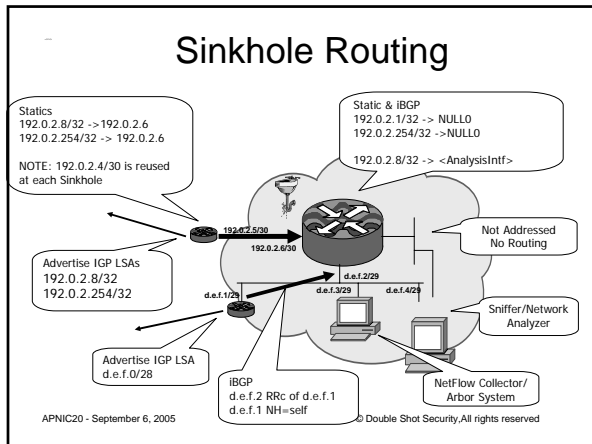 Sinkhole Routing
Statics
192.0.2.8/32 ->192.0.2.6
192.0.2.254/32 -> 192.0.2.6
NOTE: 192.0.2.4/30 is reused
at each Sinkhole
Static & iBGP
192.0.2.1/32 -> NULL0
192.0.2.254/32 ->NULL0
192.0.2.8/32 -> <AnalysisIntf>
192.0.2.5/30
192.0.2.6/30
Not Addressed
No Routing
Advertise IGP LSAs
192.0.2.8/32
192.0.2.254/32
d.e.f.2/29
d.e.f.1/29
d.e.f.3/29
d.e.f.4/29
Sniffer/Network
Analyzer
Advertise IGP LSA
d.e.f.0/28
iBGP
d.e.f.2 RRc of d.e.f.1
d.e.f.1 NH=self
NetFlow Collector/
Arbor System
APNIC20 - September 6, 2005
© Double Shot Security,All rights reserved